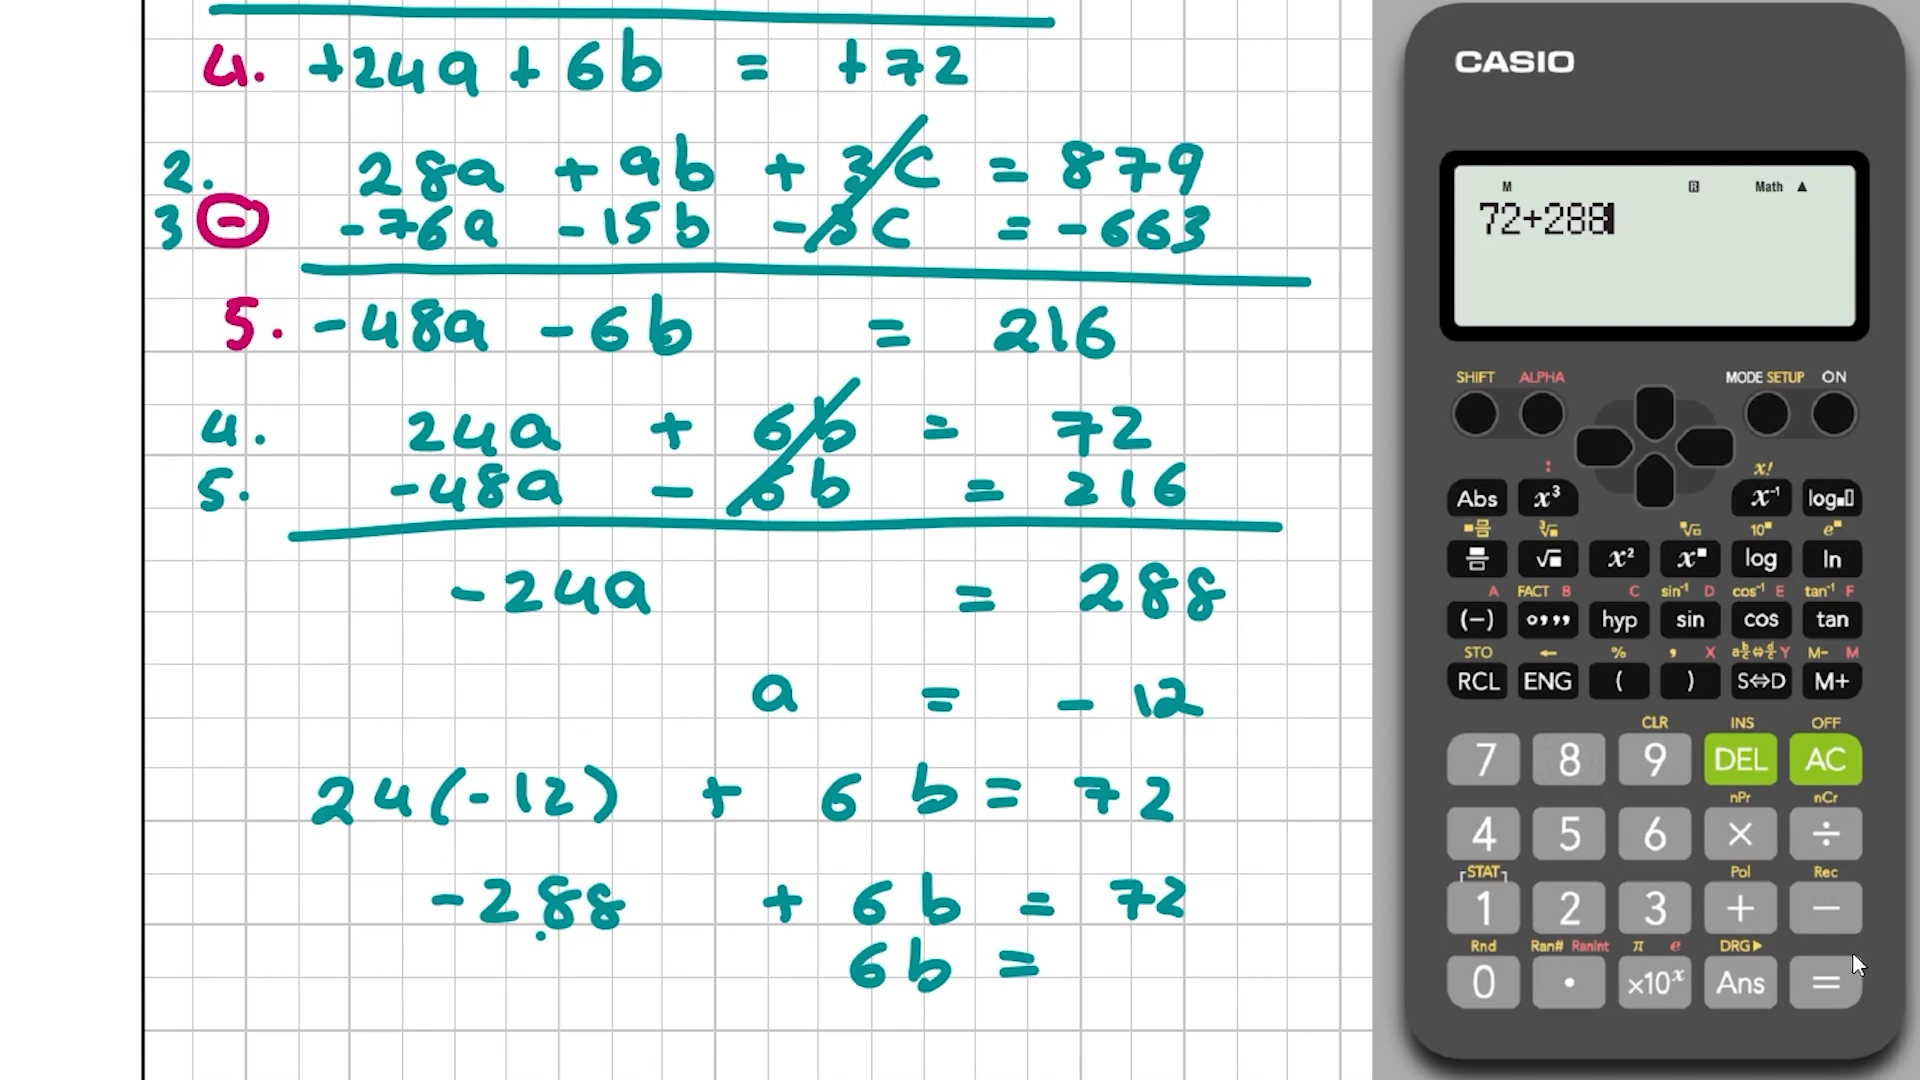 4. +24a + 6b = +72
2. 28a + 9b + 3c = 879
3 - -76a -15b -3c = -663
5. -48a -6b = 216
4. 24a + 6b = 72
5. -48a - 6b = 216
-24a = 288
a = -12
24(-12) + 6b = 72
-288 + 6b = 72
6b =
CASIO
M R Math ▲
72+288
SHIFT ALPHA MODE SETUP ON
: x!
Abs x³ x⁻¹ log▪▯
▪▤ ³√▫ ▫√▫ 10▪ e▪
▤ √▫ x² x▪ log ln
A FACT B C sin⁻¹ D cos⁻¹ E tan⁻¹ F
(−) °,,, hyp sin cos tan
STO ← % , X a b/c⇔d/c Y M− M
RCL ENG ( ) S⇔D M+
CLR INS OFF
7 8 9 DEL AC
nPr nCr
4 5 6 × ÷
STAT Pol Rec
1 2 3 + −
Rnd Ran# RanInt π e DRG▶
0 . ×10ˣ Ans =